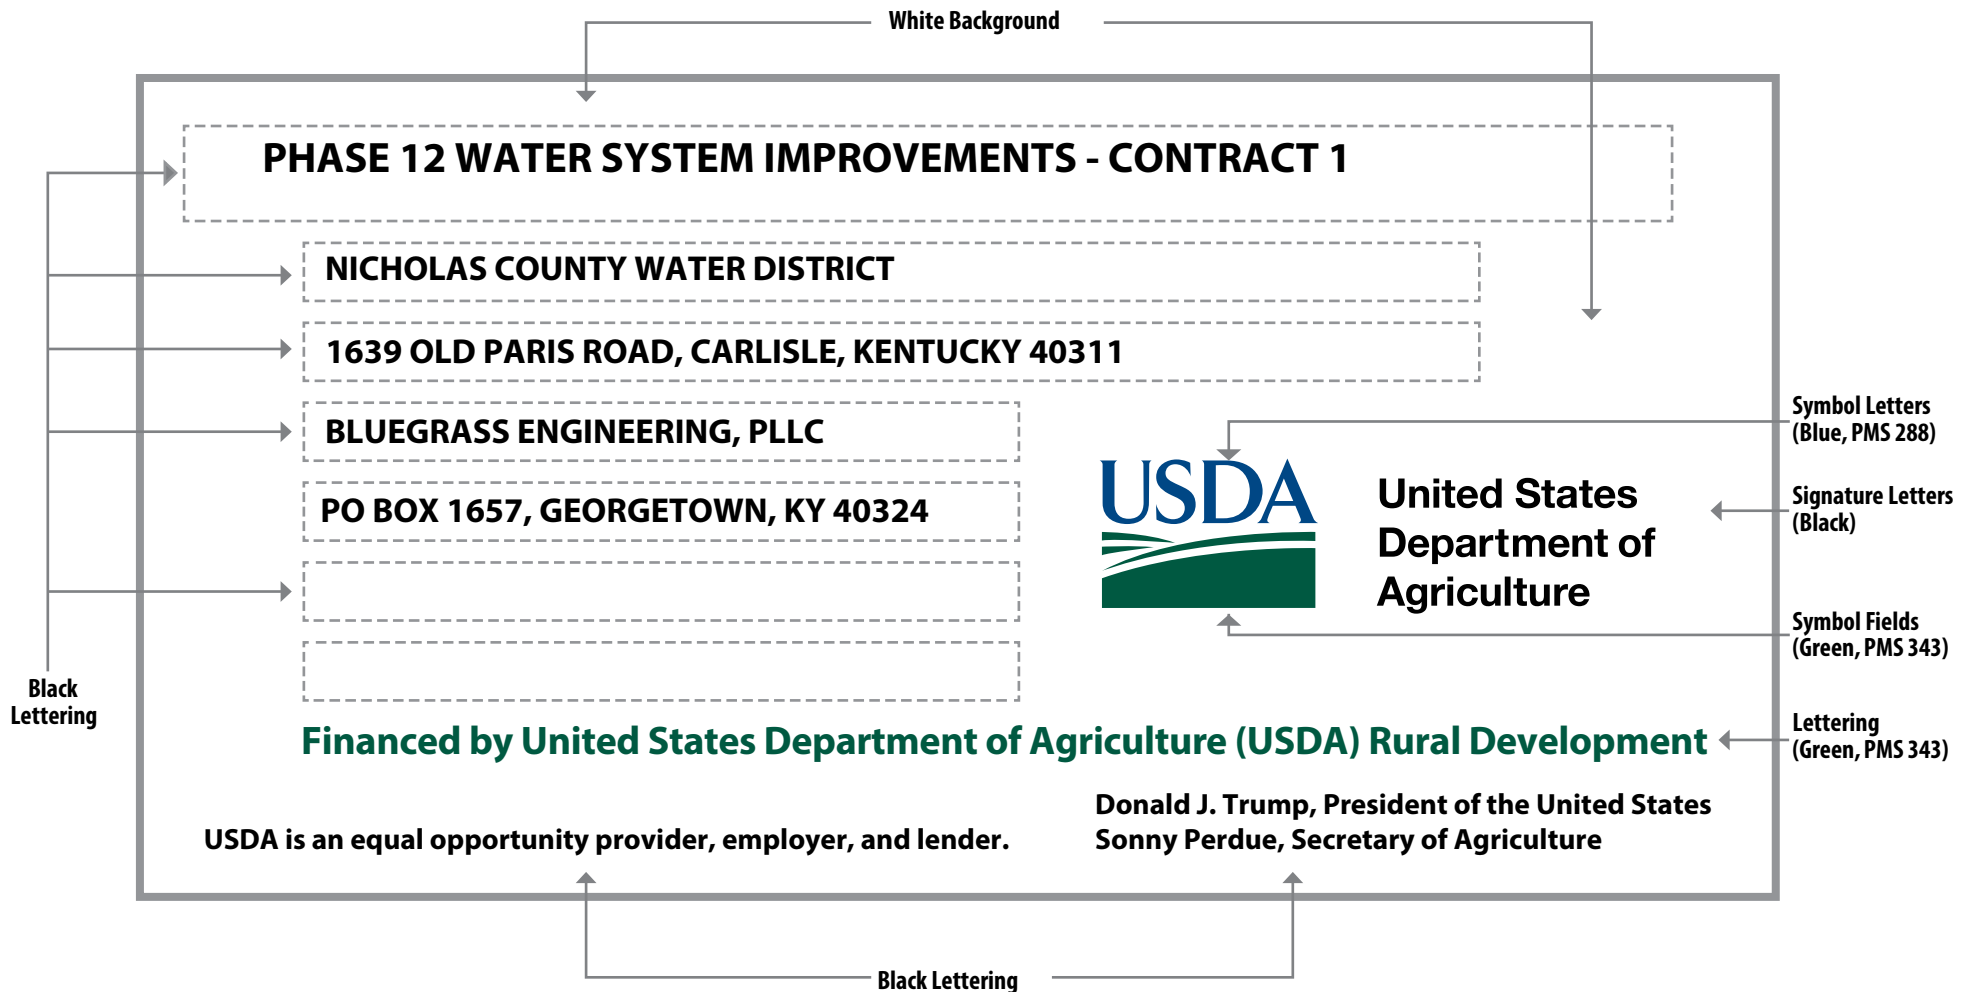 White Background
PHASE 12 WATER SYSTEM IMPROVEMENTS - CONTRACT 1
NICHOLAS COUNTY WATER DISTRICT
1639 OLD PARIS ROAD, CARLISLE, KENTUCKY 40311
BLUEGRASS ENGINEERING, PLLC
PO BOX 1657, GEORGETOWN, KY 40324
USDA
United States
Department of
Agriculture
Symbol Letters
(Blue, PMS 288)
Signature Letters
(Black)
Symbol Fields
(Green, PMS 343)
Black
Lettering
Financed by United States Department of Agriculture (USDA) Rural Development
Lettering
(Green, PMS 343)
USDA is an equal opportunity provider, employer, and lender.
Donald J. Trump, President of the United States
Sonny Perdue, Secretary of Agriculture
Black Lettering